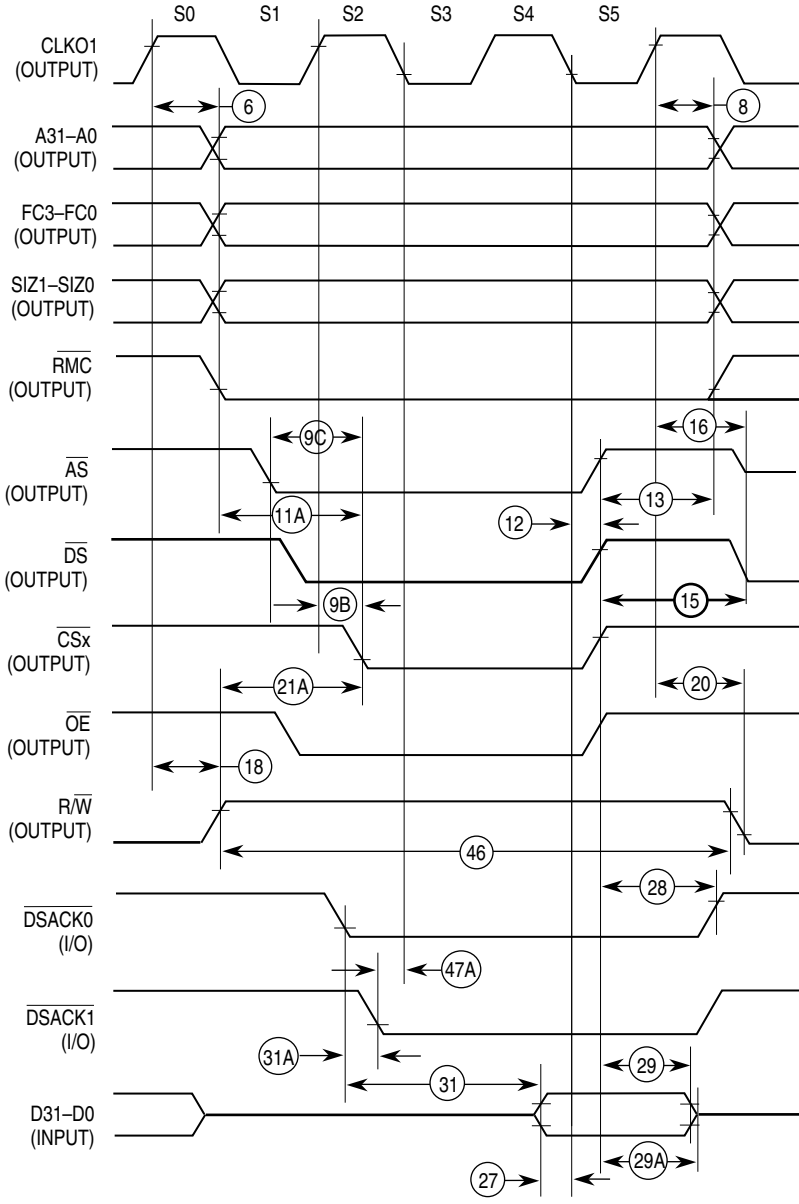 S0 S1 S2 S3 S4 S5
CLKO1
(OUTPUT)
6
8
A31–A0
(OUTPUT)
FC3–FC0
(OUTPUT)
SIZ1–SIZ0
(OUTPUT)
RMC
(OUTPUT)
9C
16
AS
(OUTPUT)
11A
12
13
DS
(OUTPUT)
9B
15
CSx
(OUTPUT)
21A
20
OE
(OUTPUT)
18
R/W
(OUTPUT)
46
28
DSACK0
(I/O)
47A
DSACK1
(I/O)
31A
29
31
D31–D0
(INPUT)
29A
27